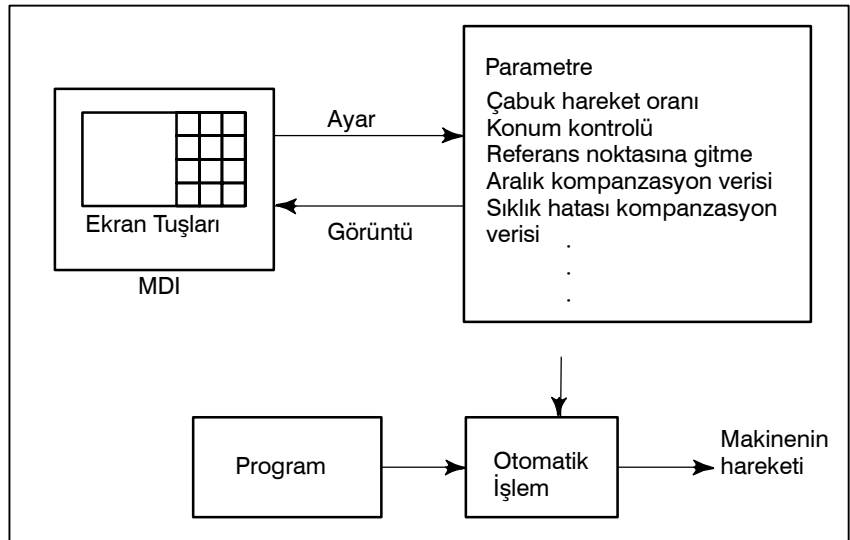 Ekran Tuşları
MDI
Ayar
Görüntü
Parametre
Çabuk hareket oranı
Konum kontrolü
Referans noktasına gitme
Aralık kompanzasyon verisi
Sıklık hatası kompanzasyon
verisi
.
.
.
Program
Otomatik
İşlem
Makinenin
hareketi